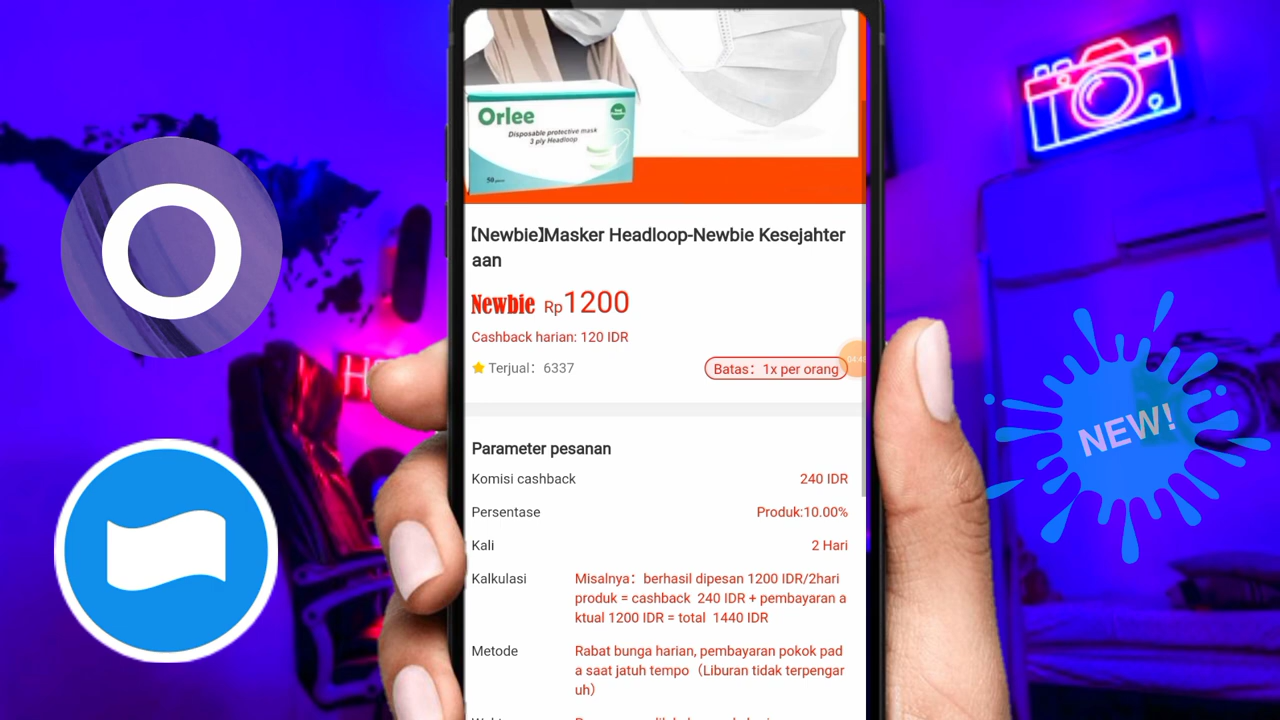 Orlee
Disposable protective mask
3 ply Headloop
50
【Newbie】Masker Headloop-Newbie Kesejahter
aan
Newbie Rp1200
Cashback harian: 120 IDR
Terjual：6337
Batas：1x per orang
04:48
NEW!
H
Parameter pesanan
Komisi cashback 240 IDR
Persentase Produk:10.00%
Kali 2 Hari
Kalkulasi Misalnya：berhasil dipesan 1200 IDR/2hari
produk = cashback 240 IDR + pembayaran a
ktual 1200 IDR = total 1440 IDR
Metode Rabat bunga harian, pembayaran pokok pad
a saat jatuh tempo（Liburan tidak terpengar
uh）